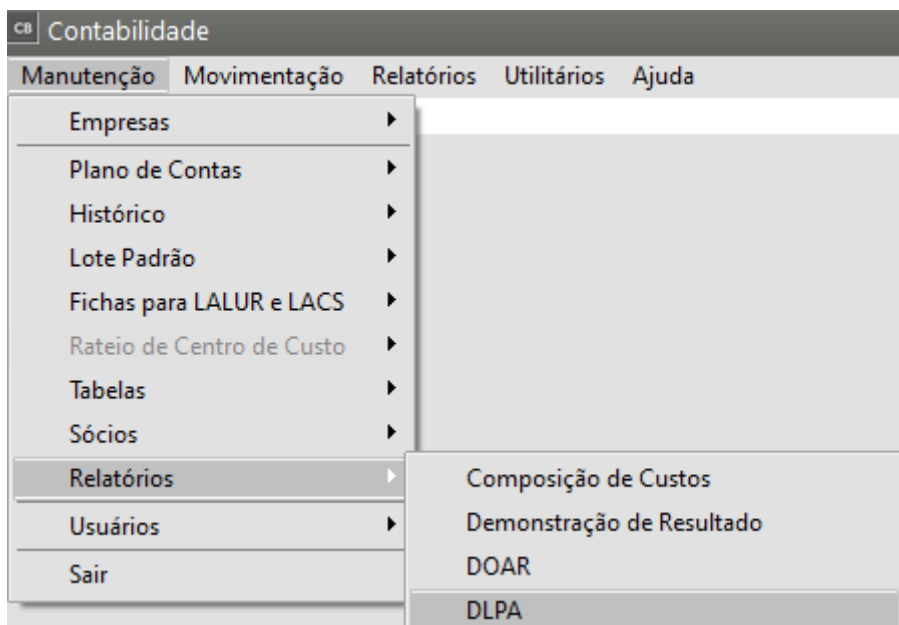 CB Contabilidade
Manutenção Movimentação Relatórios Utilitários Ajuda
Empresas
Plano de Contas
Histórico
Lote Padrão
Fichas para LALUR e LACS
Rateio de Centro de Custo
Tabelas
Sócios
Relatórios
Usuários
Sair
Composição de Custos
Demonstração de Resultado
DOAR
DLPA